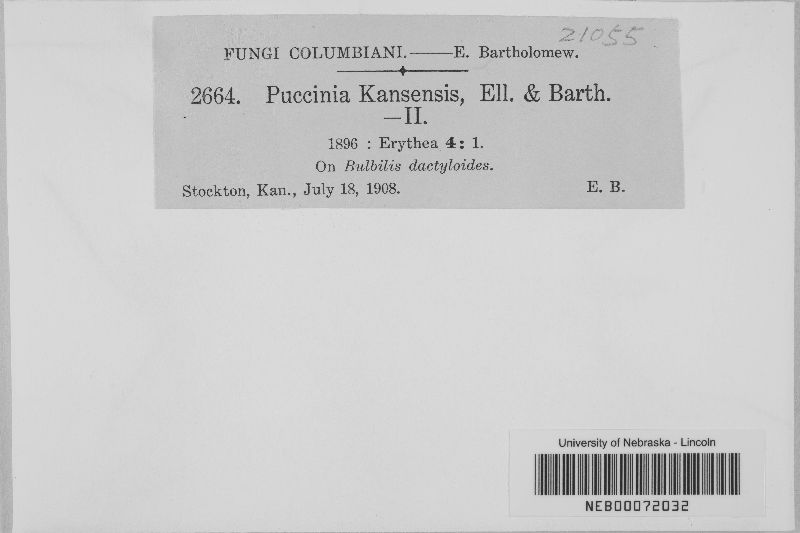 21055
FUNGI COLUMBIANI.——E. Bartholomew.
2664. Puccinia Kansensis, Ell. & Barth.
—II.
1896 : Erythea 4: 1.
On Bulbilis dactyloides.
Stockton, Kan., July 18, 1908. E. B.
University of Nebraska - Lincoln
NEB00072032